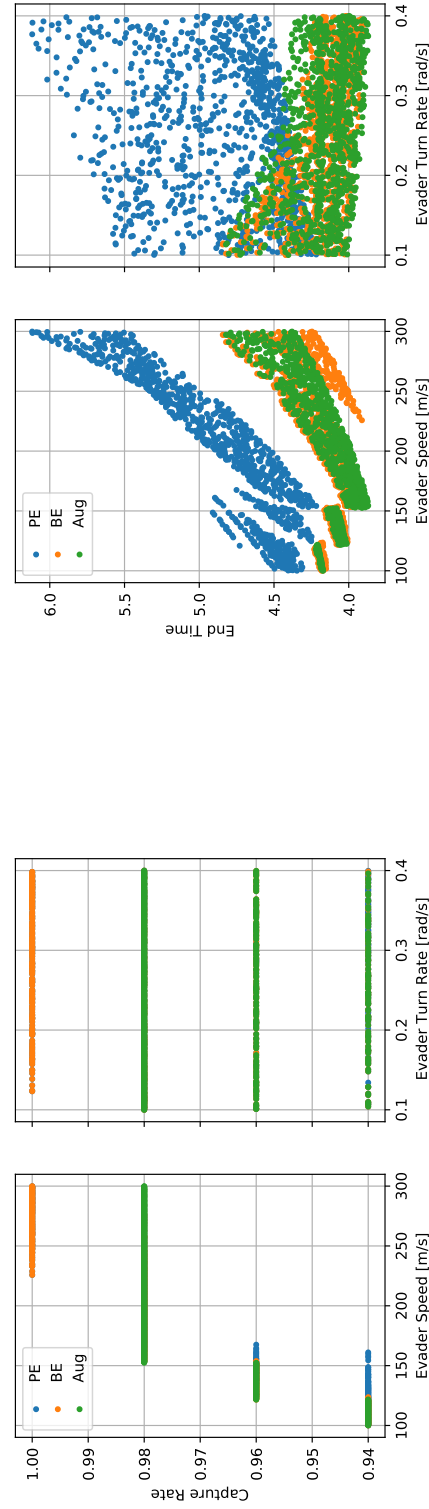 Capture Rate
1.00
0.99
0.98
0.97
0.96
0.95
0.94
PE
BE
Aug
100 150 200 250 300
Evader Speed [m/s]
0.1 0.2 0.3 0.4
Evader Turn Rate [rad/s]
End Time
6.0
5.5
5.0
4.5
4.0
PE
BE
Aug
100 150 200 250 300
Evader Speed [m/s]
0.1 0.2 0.3 0.4
Evader Turn Rate [rad/s]